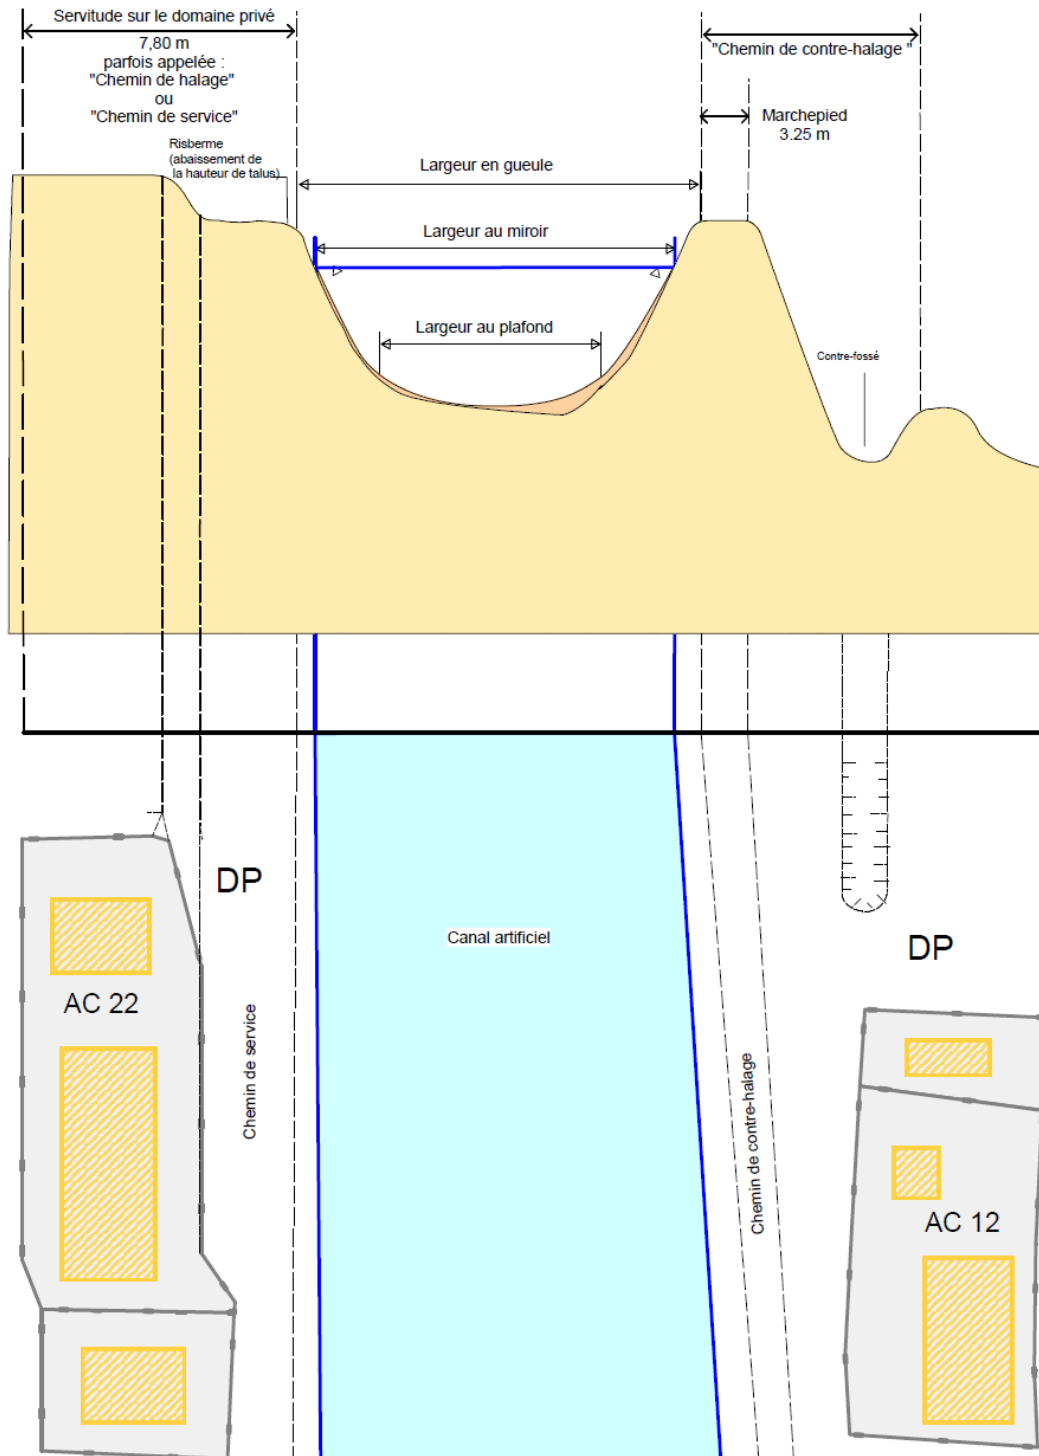 Servitude sur le domaine privé
7,80 m
parfois appelée :
"Chemin de halage"
ou
"Chemin de service"
"Chemin de contre-halage "
Marchepied
3.25 m
Risberme
(abaissement de
la hauteur de talus)
Largeur en gueule
Largeur au miroir
Largeur au plafond
Contre-fossé
DP
Canal artificiel
DP
AC 22
Chemin de service
Chemin de contre-halage
AC 12